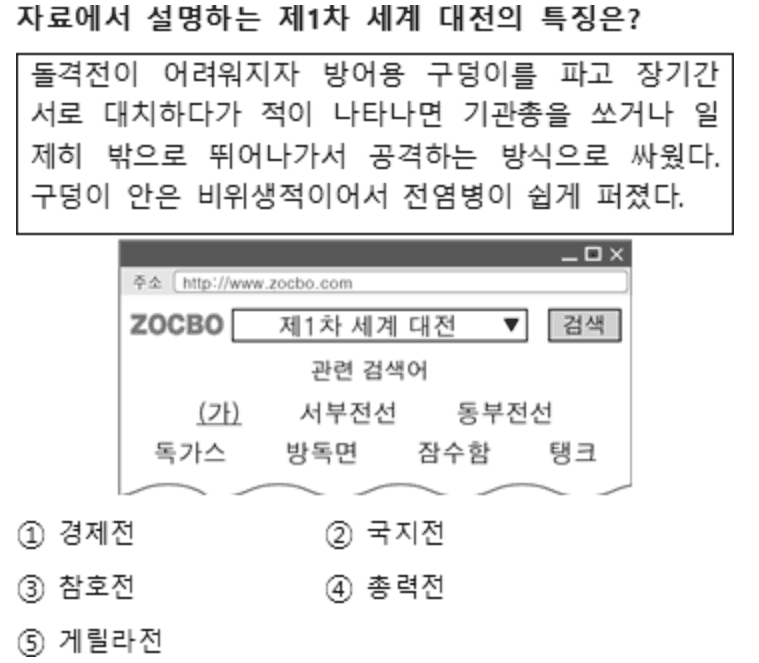 자료에서 설명하는 제1차 세계 대전의 특징은?
돌격전이 어려워지자 방어용 구덩이를 파고 장기간
서로 대치하다가 적이 나타나면 기관총을 쏘거나 일
제히 밖으로 뛰어나가서 공격하는 방식으로 싸웠다.
구덩이 안은 비위생적이어서 전염병이 쉽게 퍼졌다.
주소 http://www.zocbo.com
ZOCBO 제1차 세계 대전 ▼ 검색
관련 검색어
(가) 서부전선 동부전선
독가스 방독면 잠수함 탱크
① 경제전 ② 국지전
③ 참호전 ④ 총력전
⑤ 게릴라전